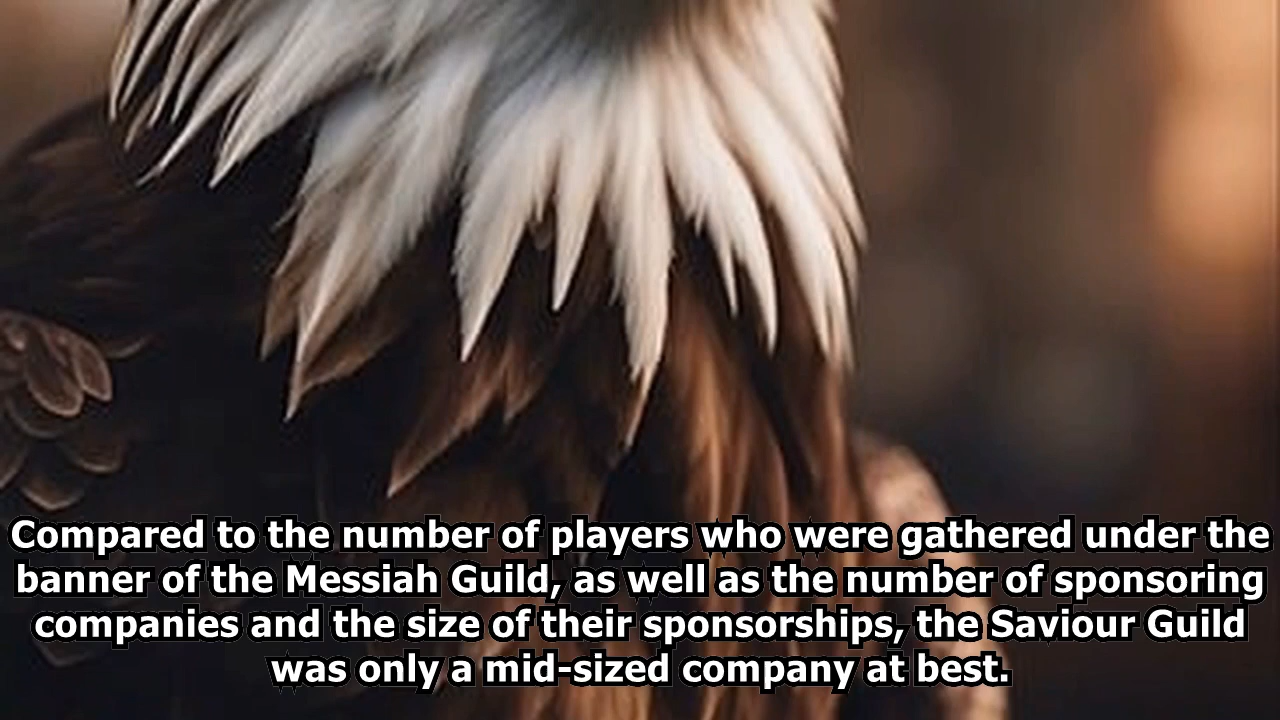 Compared to the number of players who were gathered under the
banner of the Messiah Guild, as well as the number of sponsoring
companies and the size of their sponsorships, the Saviour Guild
was only a mid-sized company at best.